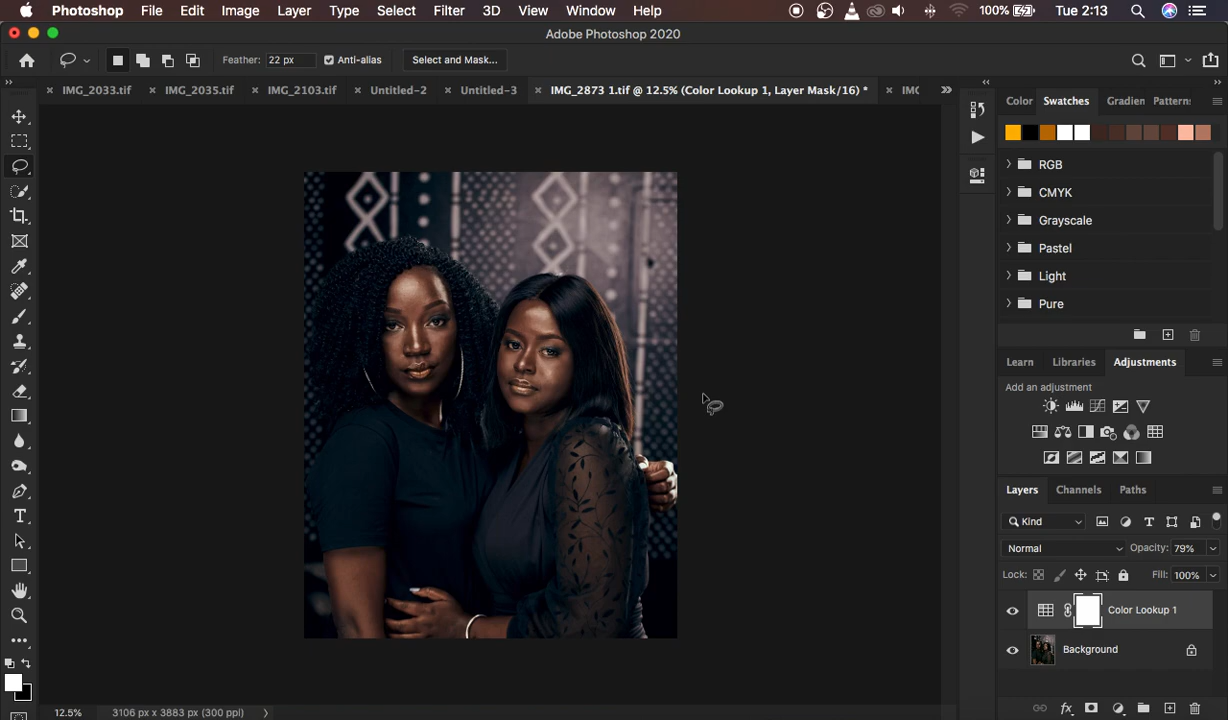 Photoshop File Edit Image Layer Type Select Filter 3D View Window Help 100% Tue 2:13
Adobe Photoshop 2020
Feather: 22 px Anti-alias Select and Mask...
IMG_2033.tif IMG_2035.tif IMG_2103.tif Untitled-2 Untitled-3 IMG_2873 1.tif @ 12.5% (Color Lookup 1, Layer Mask/16) * IMG
Color Swatches Gradien Patterns
RGB
CMYK
Grayscale
Pastel
Light
Pure
Learn Libraries Adjustments
Add an adjustment
Layers Channels Paths
Kind
Normal Opacity: 79%
Lock: Fill: 100%
Color Lookup 1
Background
12.5% 3106 px x 3883 px (300 ppi)